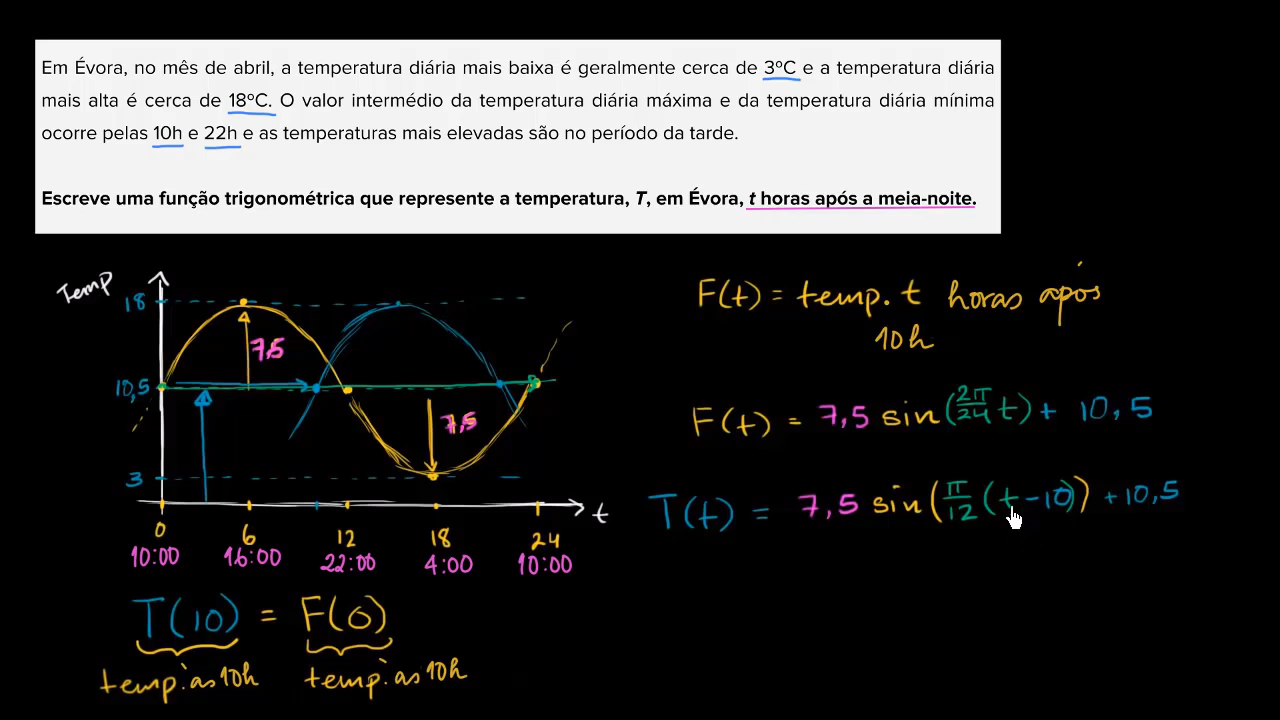 Em Évora, no mês de abril, a temperatura diária mais baixa é geralmente cerca de 3ºC e a temperatura diária
mais alta é cerca de 18ºC. O valor intermédio da temperatura diária máxima e da temperatura diária mínima
ocorre pelas 10h e 22h e as temperaturas mais elevadas são no período da tarde.
Escreve uma função trigonométrica que represente a temperatura, T, em Évora, t horas após a meia-noite.
Temp
18
7,5
10,5
7,5
3
t
0 6 12 18 24
10:00 16:00 22:00 4:00 10:00
T(10) = F(0)
temp. às 10h temp. às 10h
F(t) = temp. t horas após
10h
F(t) = 7,5 sin(2π/24 t) + 10,5
T(t) = 7,5 sin(π/12 (t-10)) + 10,5